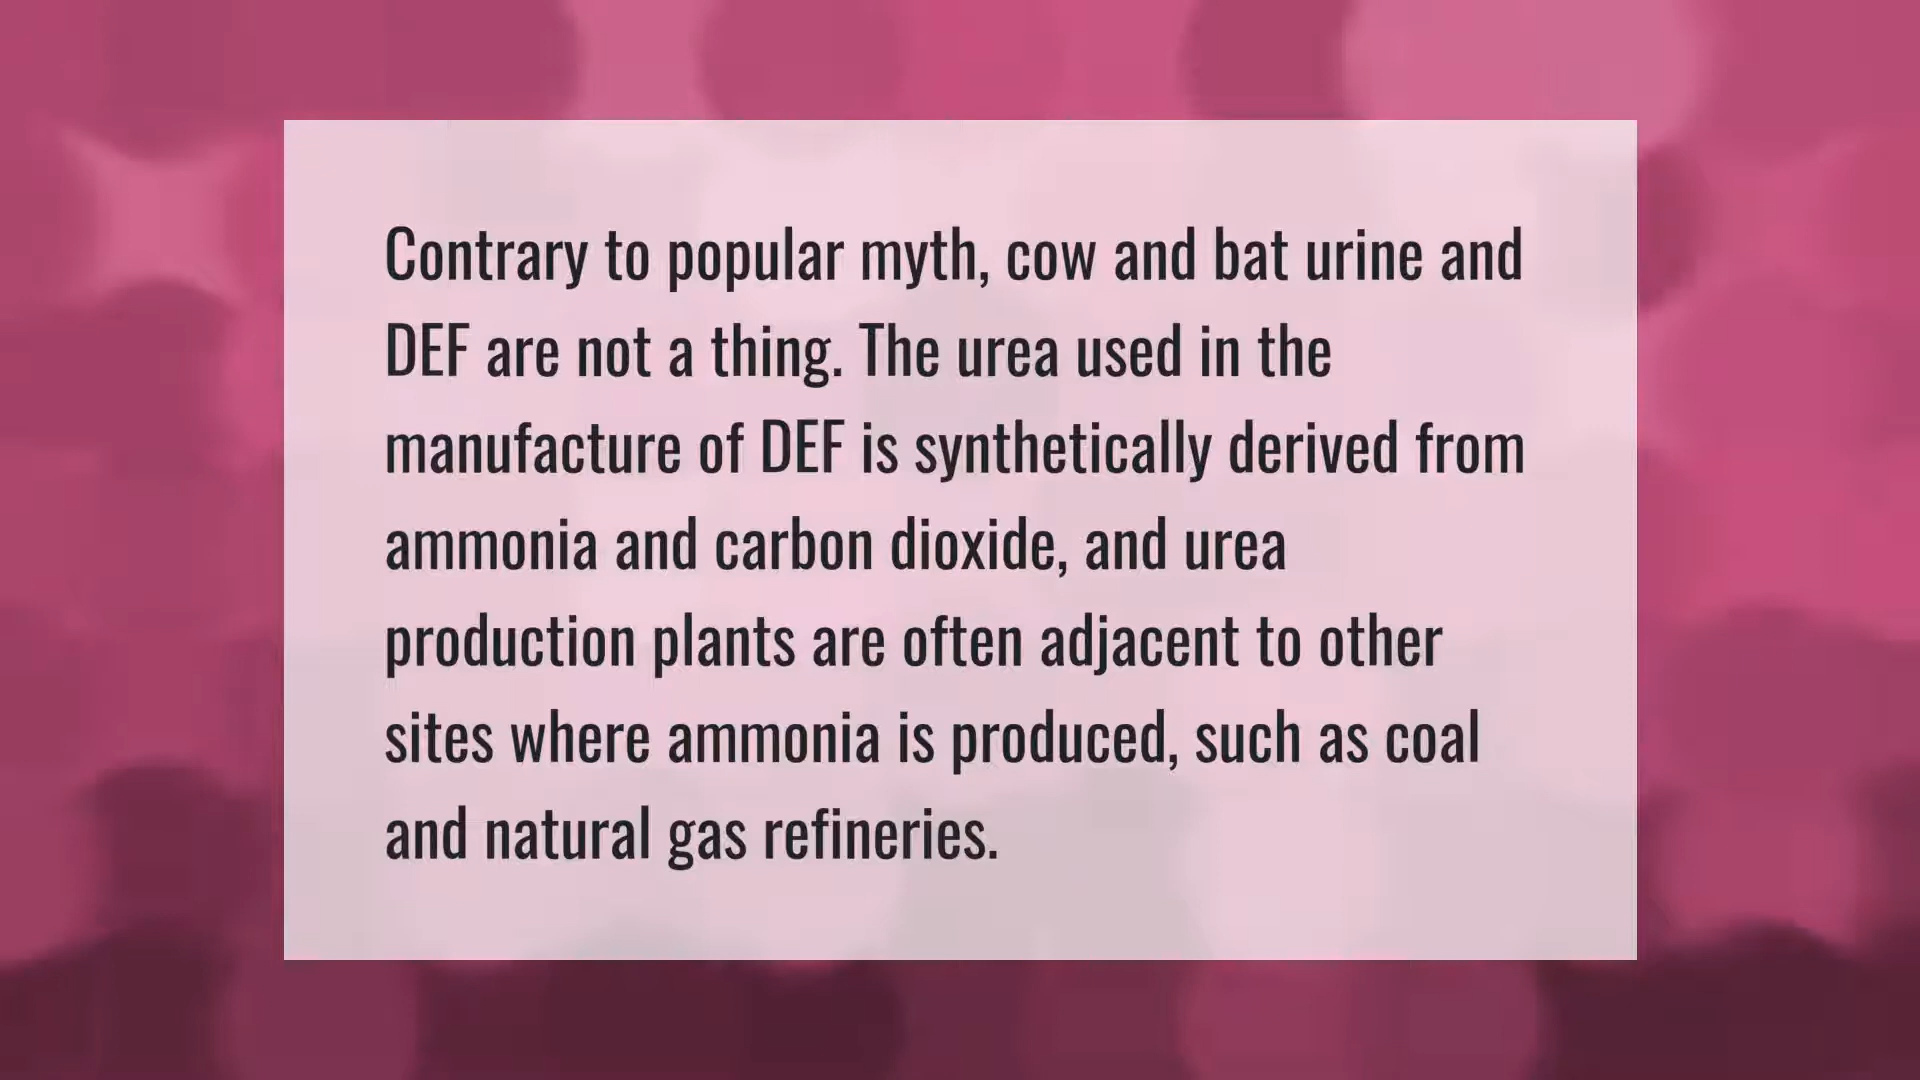 Contrary to popular myth, cow and bat urine and
DEF are not a thing. The urea used in the
manufacture of DEF is synthetically derived from
ammonia and carbon dioxide, and urea
production plants are often adjacent to other
sites where ammonia is produced, such as coal
and natural gas refineries.